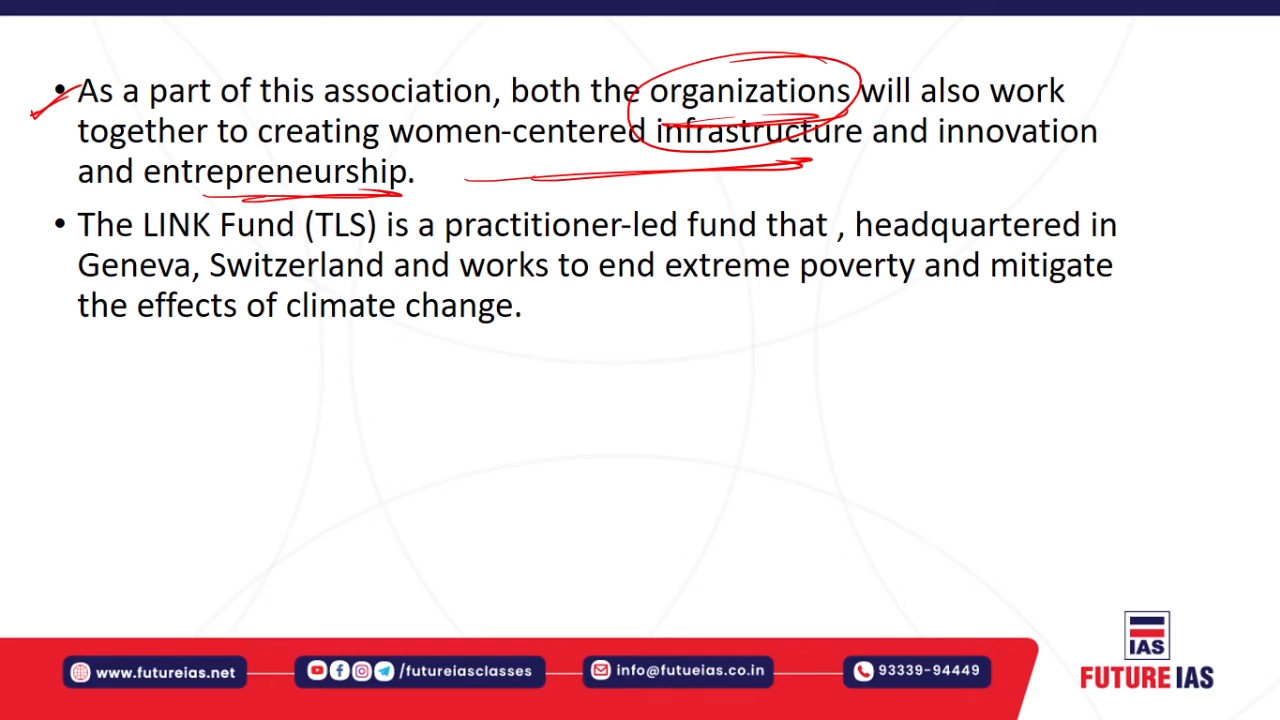 • As a part of this association, both the organizations will also work
together to creating women-centered infrastructure and innovation
and entrepreneurship.
• The LINK Fund (TLS) is a practitioner-led fund that , headquartered in
Geneva, Switzerland and works to end extreme poverty and mitigate
the effects of climate change.
IAS
FUTURE IAS
www.futureias.net
/futureiasclasses
info@futueias.co.in
93339-94449